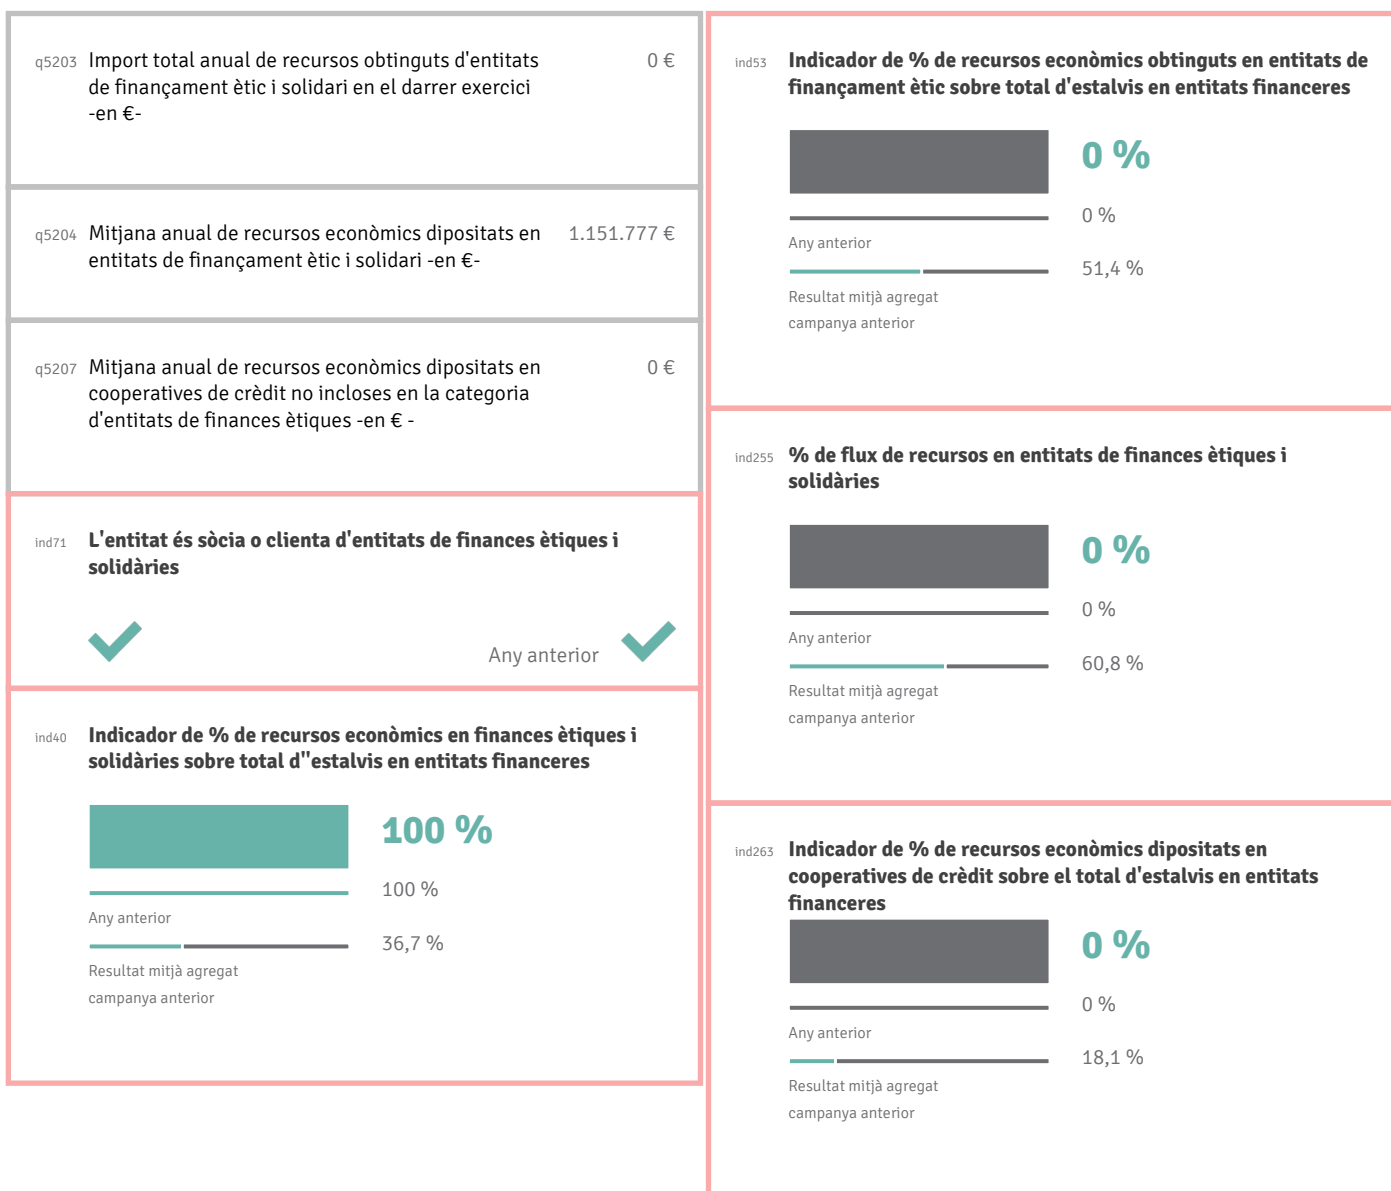 q5203 Import total anual de recursos obtinguts d'entitats 0 €
de finançament ètic i solidari en el darrer exercici
-en €-
q5204 Mitjana anual de recursos econòmics dipositats en 1.151.777 €
entitats de finançament ètic i solidari -en €-
q5207 Mitjana anual de recursos econòmics dipositats en 0 €
cooperatives de crèdit no incloses en la categoria
d'entitats de finances ètiques -en € -
ind71 L'entitat és sòcia o clienta d'entitats de finances ètiques i
solidàries
Any anterior
ind40 Indicador de % de recursos econòmics en finances ètiques i
solidàries sobre total d''estalvis en entitats financeres
100 %
100 %
Any anterior
36,7 %
Resultat mitjà agregat
campanya anterior
ind53 Indicador de % de recursos econòmics obtinguts en entitats de
finançament ètic sobre total d'estalvis en entitats financeres
0 %
0 %
Any anterior
51,4 %
Resultat mitjà agregat
campanya anterior
ind255 % de flux de recursos en entitats de finances ètiques i
solidàries
0 %
0 %
Any anterior
60,8 %
Resultat mitjà agregat
campanya anterior
ind263 Indicador de % de recursos econòmics dipositats en
cooperatives de crèdit sobre el total d'estalvis en entitats
financeres
0 %
0 %
Any anterior
18,1 %
Resultat mitjà agregat
campanya anterior